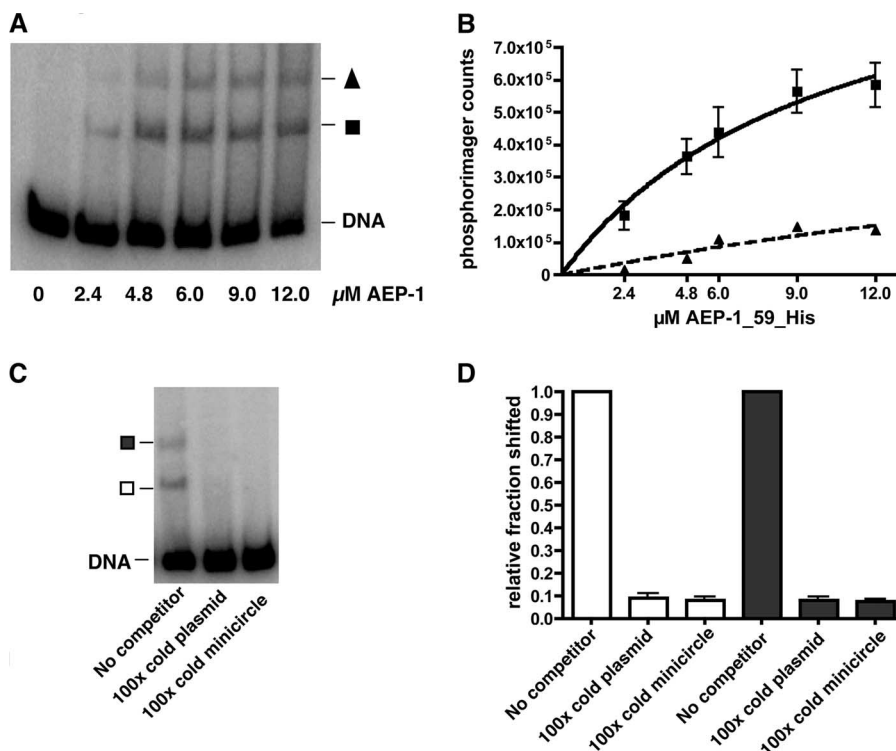 A
DNA
0 2.4 4.8 6.0 9.0 12.0 µM AEP-1
B
phosphorimager counts
7.0x10⁵
6.0x10⁵
5.0x10⁵
4.0x10⁵
3.0x10⁵
2.0x10⁵
1.0x10⁵
0
2.4 4.8 6.0 9.0 12.0
µM AEP-1_59_His
C
DNA
No competitor
100x cold plasmid
100x cold minicircle
D
relative fraction shifted
1.0
0.9
0.8
0.7
0.6
0.5
0.4
0.3
0.2
0.1
0.0
No competitor
100x cold plasmid
100x cold minicircle
No competitor
100x cold plasmid
100x cold minicircle